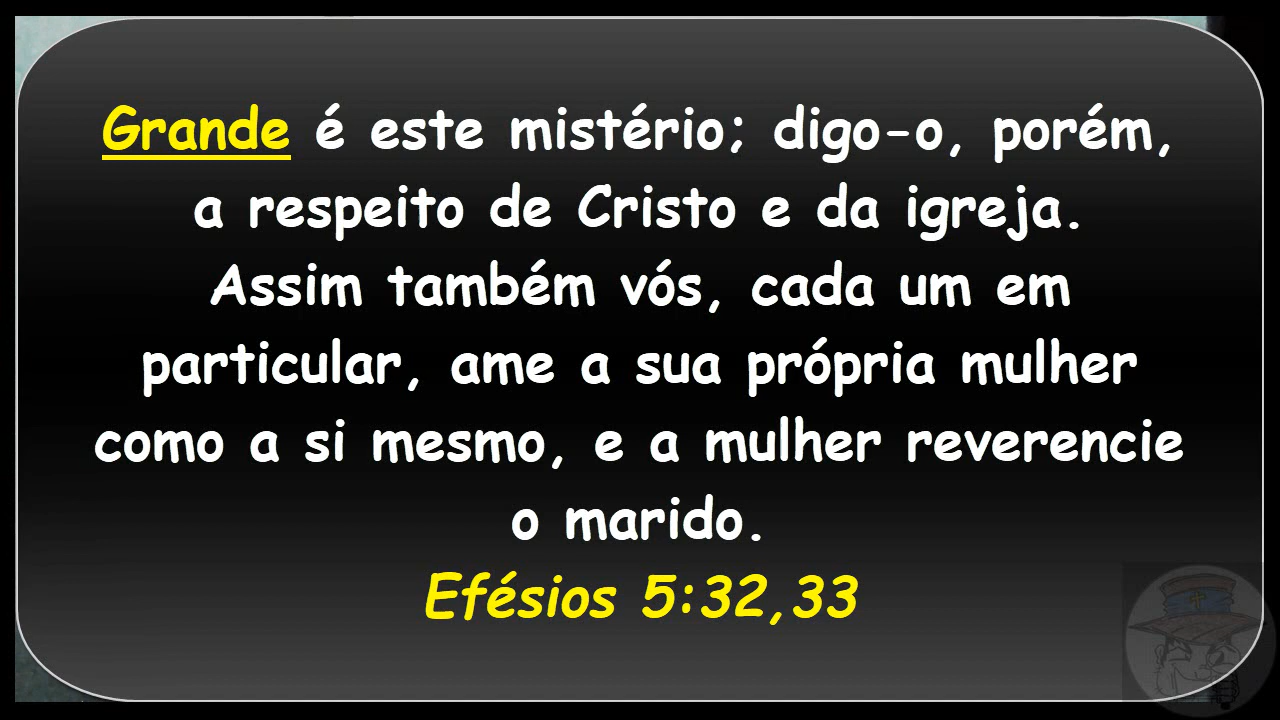 Grande é este mistério; digo-o, porém,
a respeito de Cristo e da igreja.
Assim também vós, cada um em
particular, ame a sua própria mulher
como a si mesmo, e a mulher reverencie
o marido.
Efésios 5:32,33